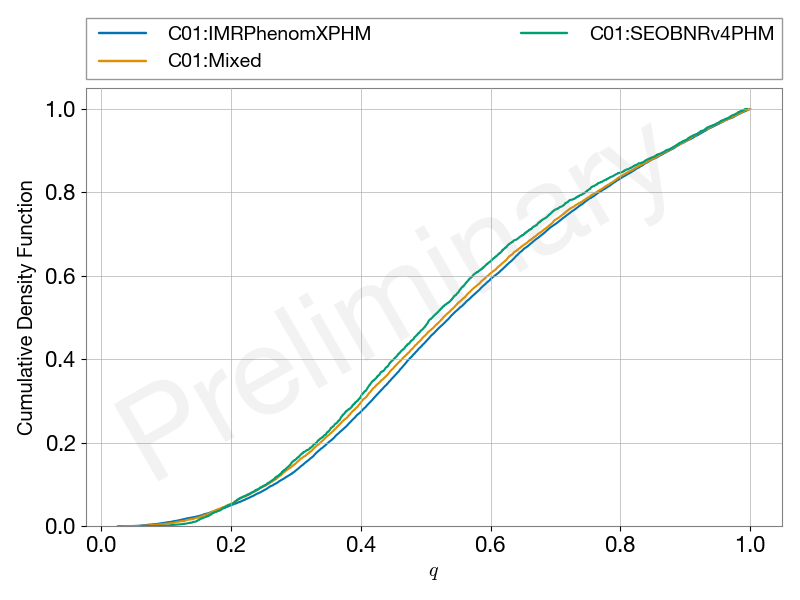 C01:IMRPhenomXPHM
C01:SEOBNRv4PHM
C01:Mixed
1.0
0.8
0.6
0.4
0.2
0.0
Cumulative Density Function
Preliminary
0.0 0.2 0.4 0.6 0.8 1.0
q